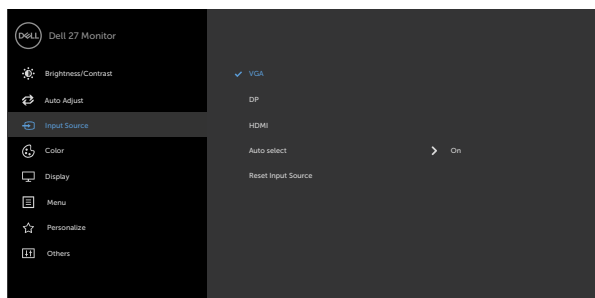 DELL Dell 27 Monitor
Brightness/Contrast
Auto Adjust
Input Source
Color
Display
Menu
Personalize
Others
VGA
DP
HDMI
Auto select On
Reset Input Source